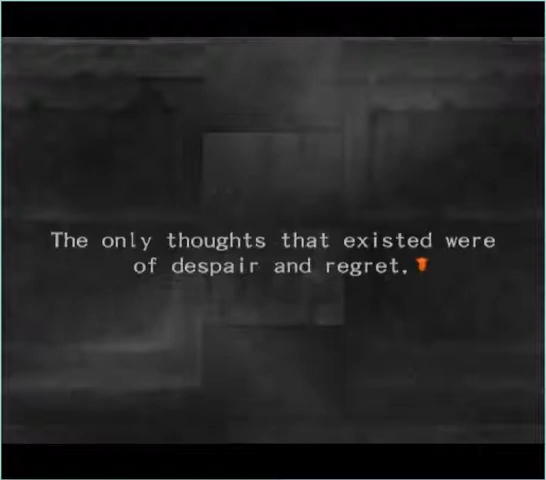 The only thoughts that existed were
of despair and regret.